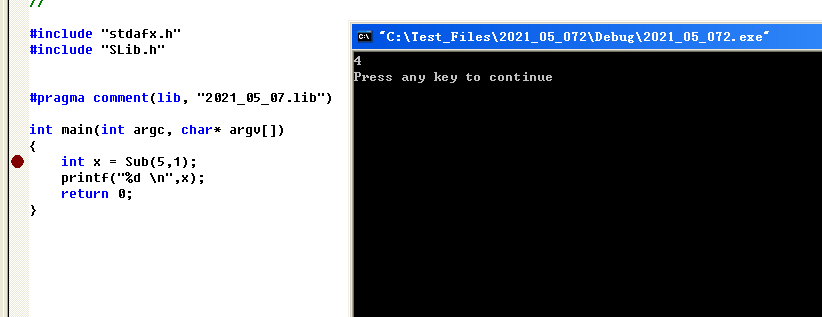 //
#include "stdafx.h"
#include "SLib.h"
#pragma comment(lib, "2021_05_07.lib")
int main(int argc, char* argv[])
{
int x = Sub(5,1);
printf("%d \n",x);
return 0;
}
"C:\Test_Files\2021_05_072\Debug\2021_05_072.exe"
4
Press any key to continue